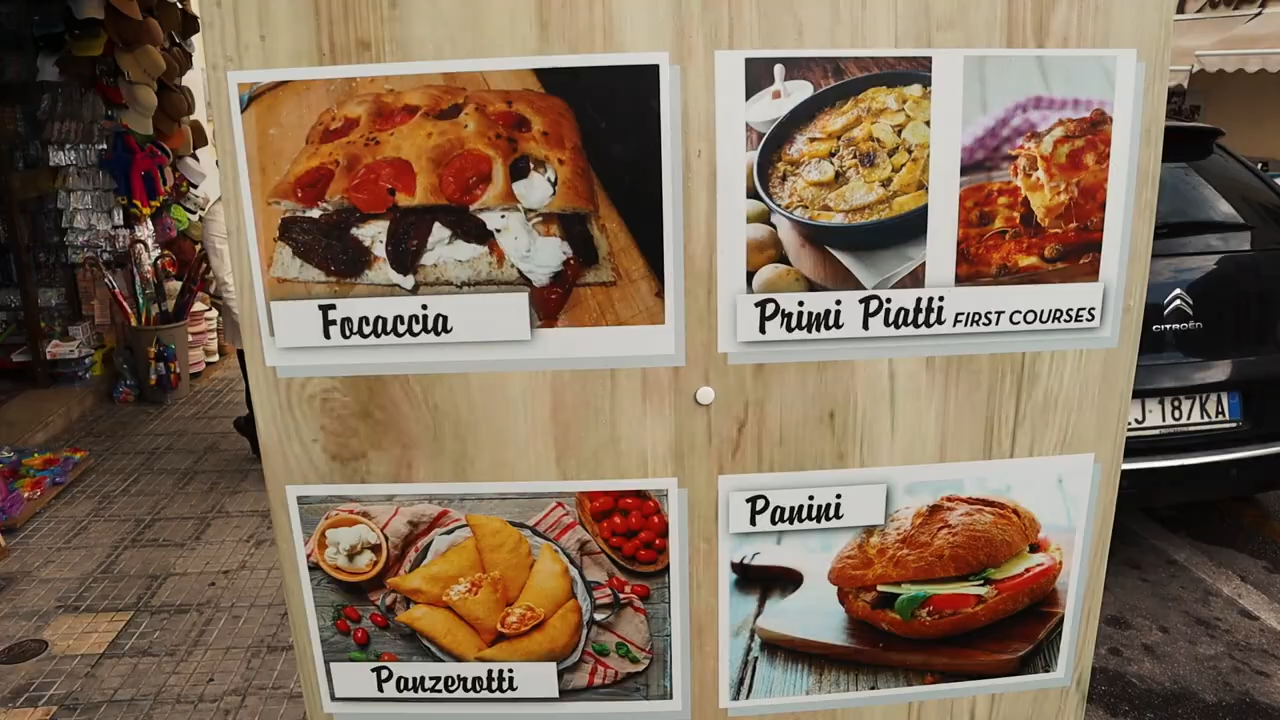 Focaccia
Primi Piatti FIRST COURSES
CITROËN
J 187KA
Panzerotti
Panini